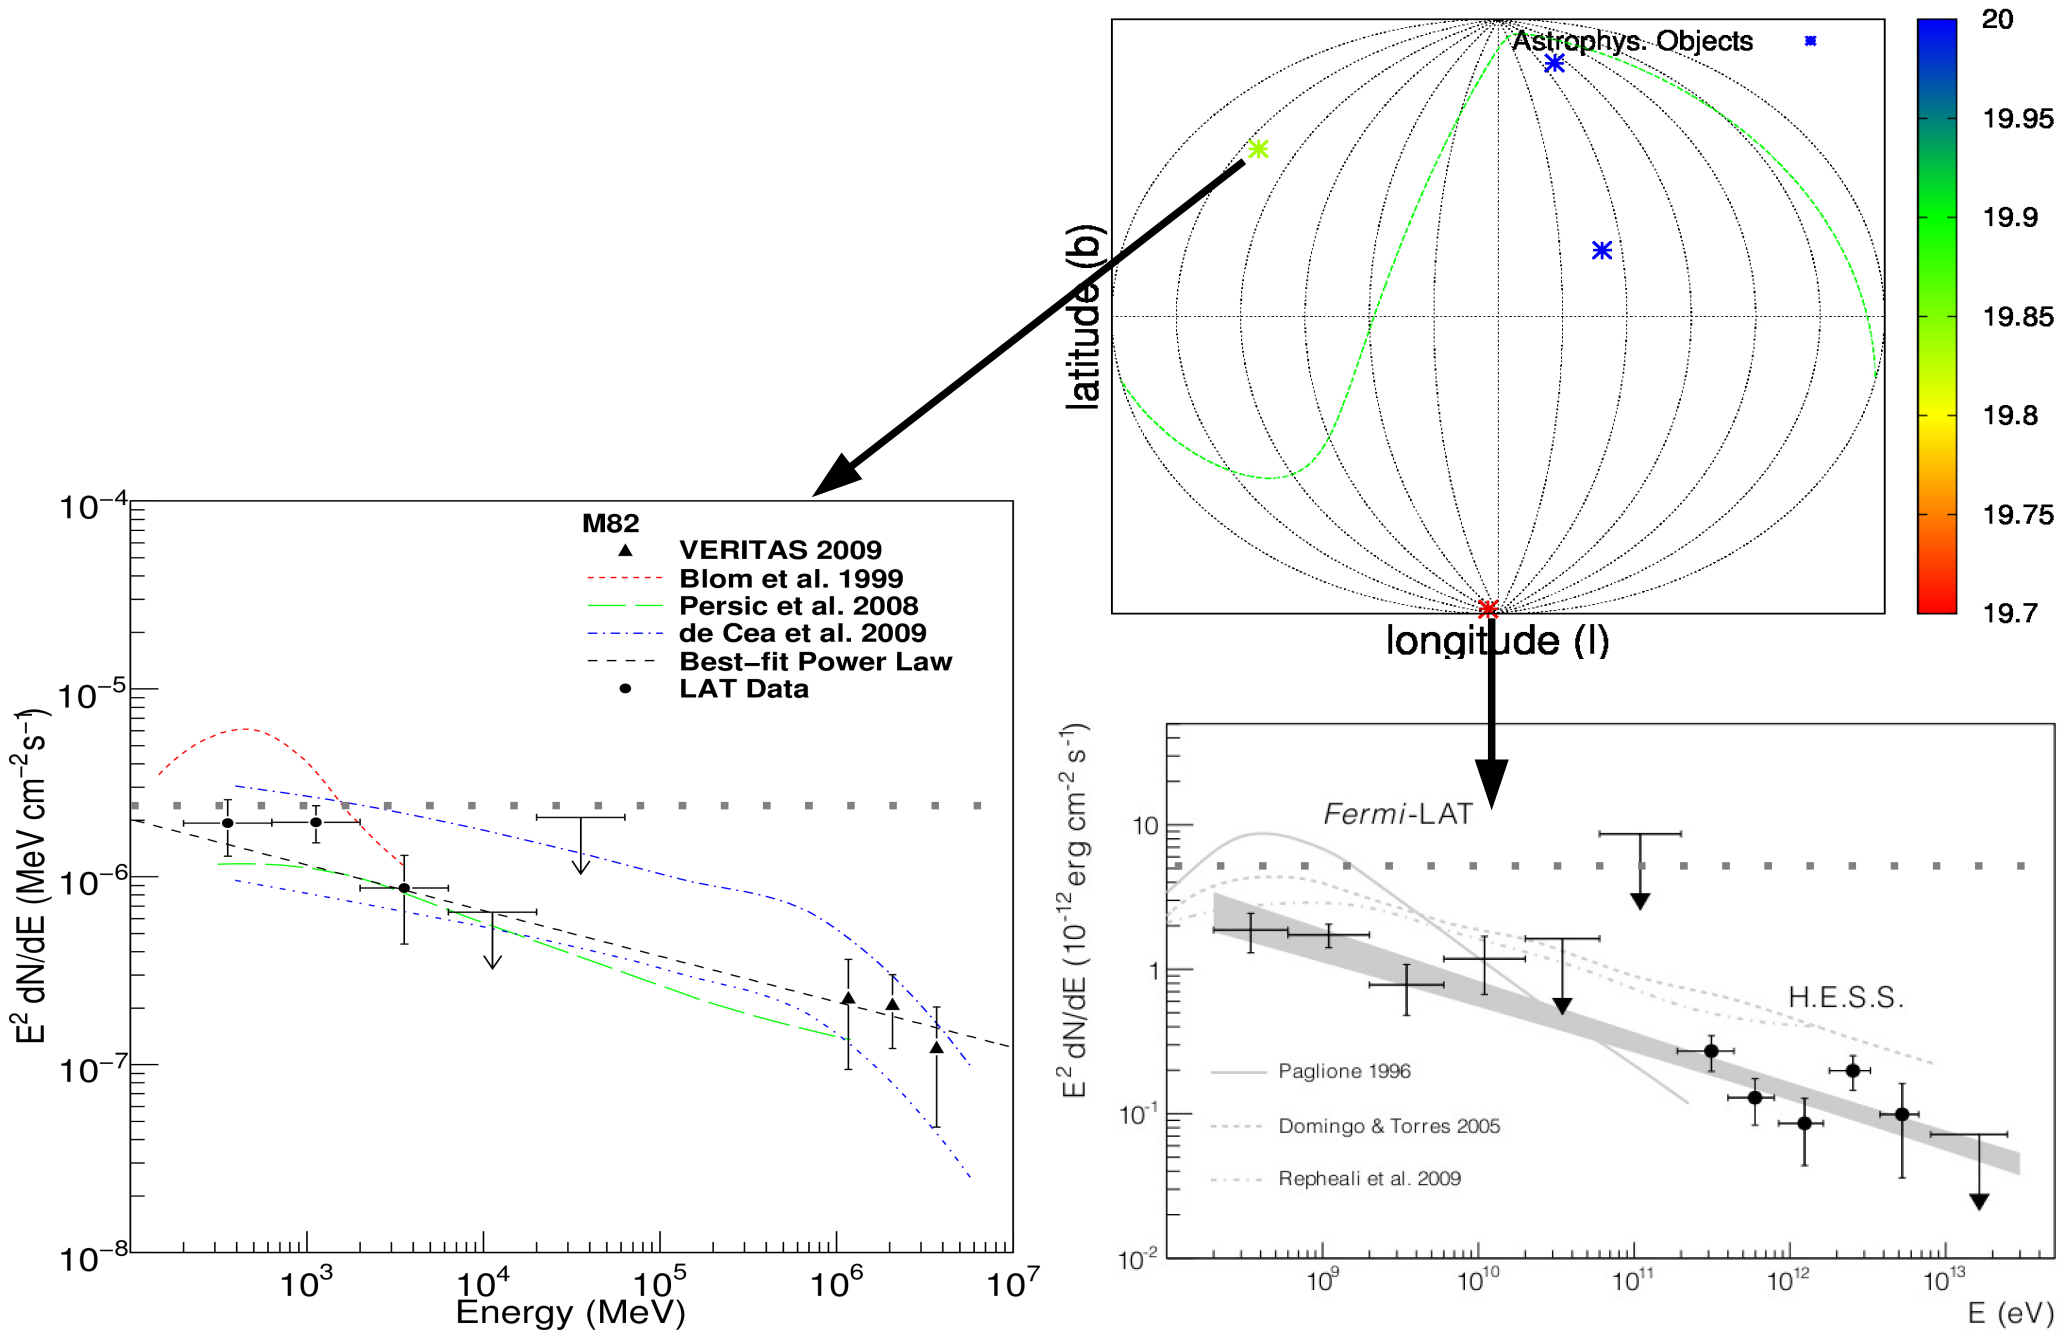 Astrophys. Objects
20
19.95
19.9
19.85
19.8
19.75
19.7
latitude (b)
longitude (l)
10⁻⁴
10⁻⁵
10⁻⁶
10⁻⁷
10⁻⁸
E² dN/dE (MeV cm⁻²s⁻¹)
M82
VERITAS 2009
Blom et al. 1999
Persic et al. 2008
de Cea et al. 2009
Best–fit Power Law
LAT Data
10³ 10⁴ 10⁵ 10⁶ 10⁷
Energy (MeV)
E² dN/dE (10⁻¹² erg cm⁻² s⁻¹)
10
1
10⁻¹
10⁻²
Fermi-LAT
H.E.S.S.
Paglione 1996
Domingo & Torres 2005
Repheali et al. 2009
10⁹ 10¹⁰ 10¹¹ 10¹² 10¹³
E (eV)